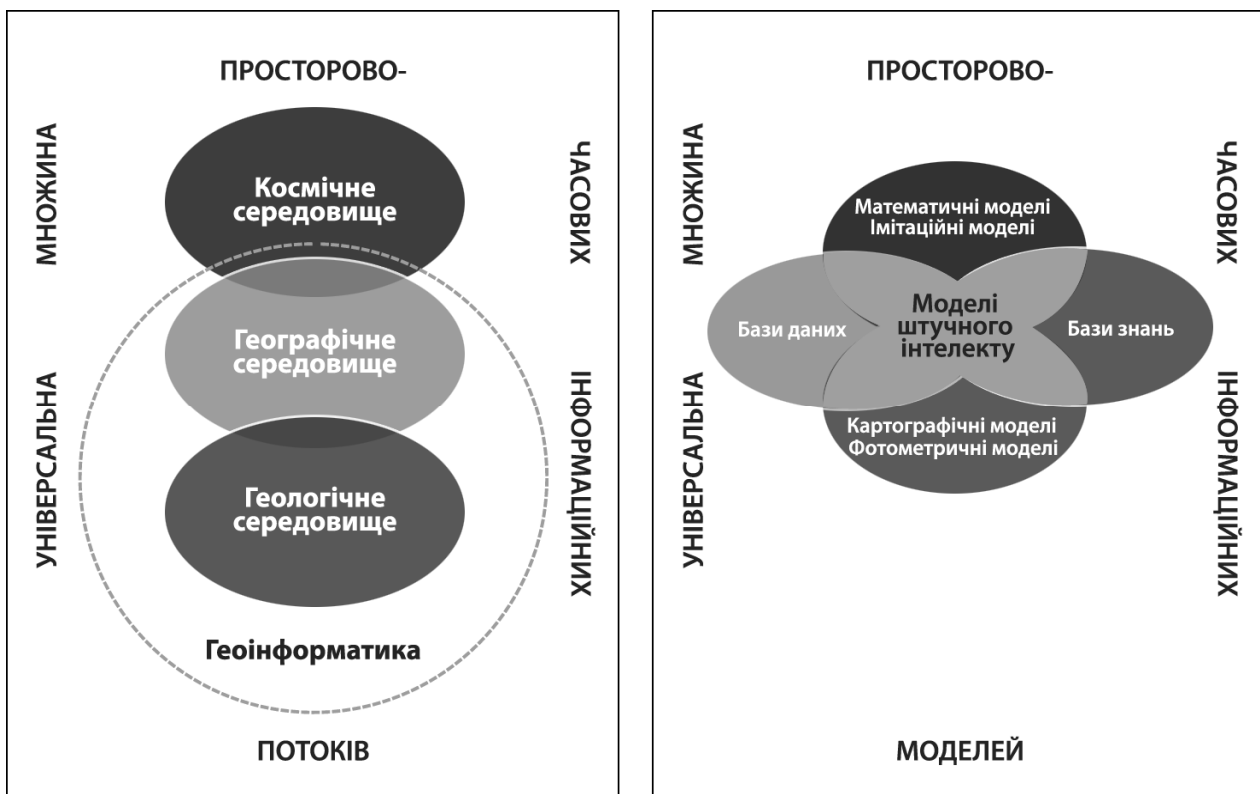 ПРОСТОРОВО-
УНІВЕРСАЛЬНА МНОЖИНА
ЧАСОВИХ ІНФОРМАЦІЙНИХ
Космічне
середовище
Географічне
середовище
Геологічне
середовище
Геоінформатика
ПОТОКІВ
ПРОСТОРОВО-
УНІВЕРСАЛЬНА МНОЖИНА
ЧАСОВИХ ІНФОРМАЦІЙНИХ
Математичні моделі
Імітаційні моделі
Бази даних
Моделі
штучного
інтелекту
Бази знань
Картографічні моделі
Фотометричні моделі
МОДЕЛЕЙ